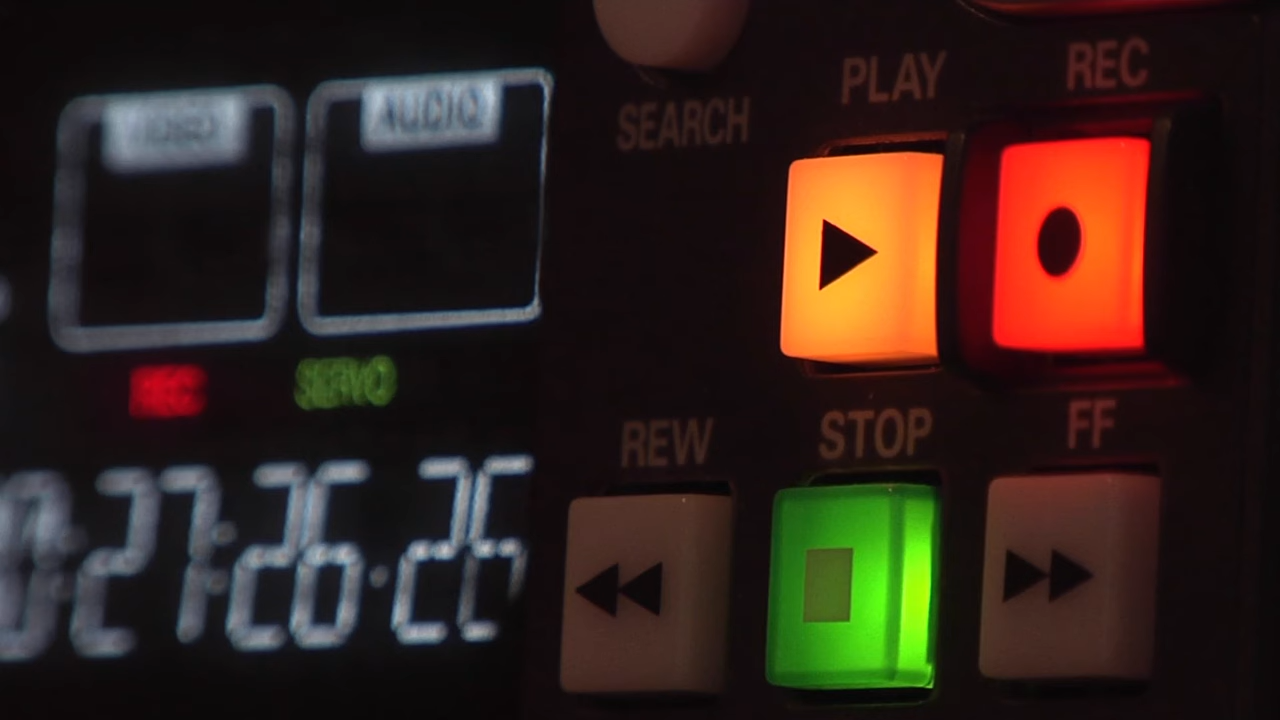 VIDEO AUDIO
SEARCH
PLAY
REC
REC SERVO
REW
STOP
FF